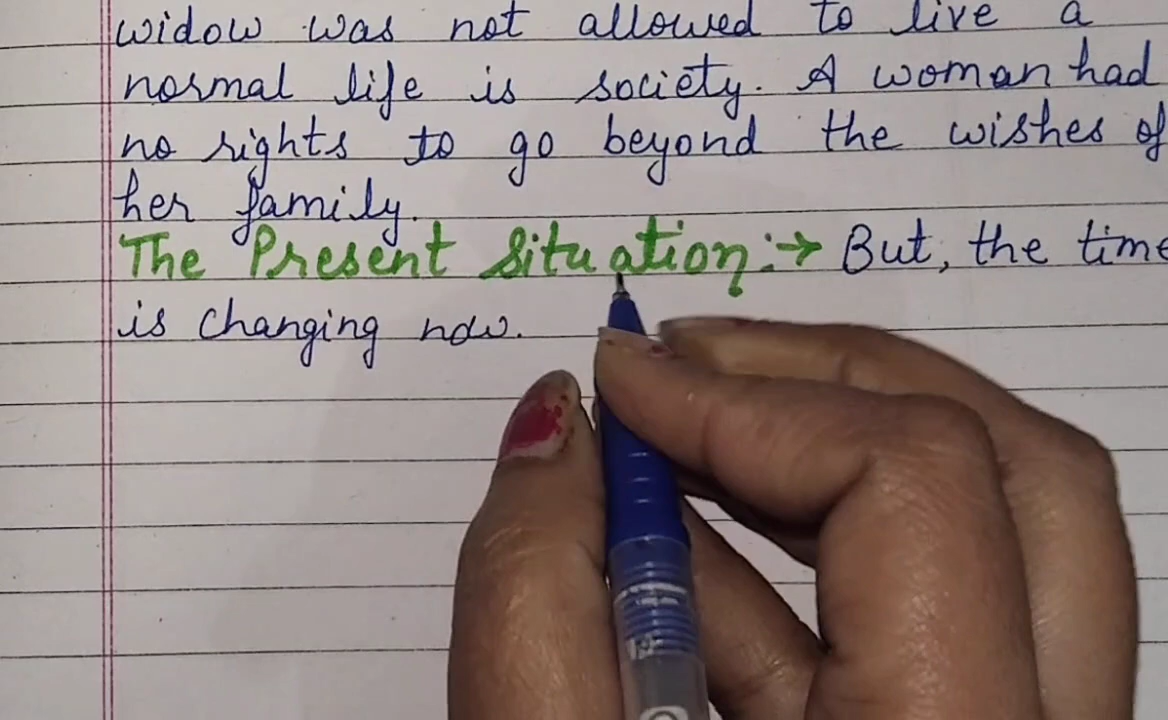 widow was not allowed to live a
normal life is society. A woman had
no rights to go beyond the wishes of
her family.
The Present Situation:→ But, the time
is changing now.